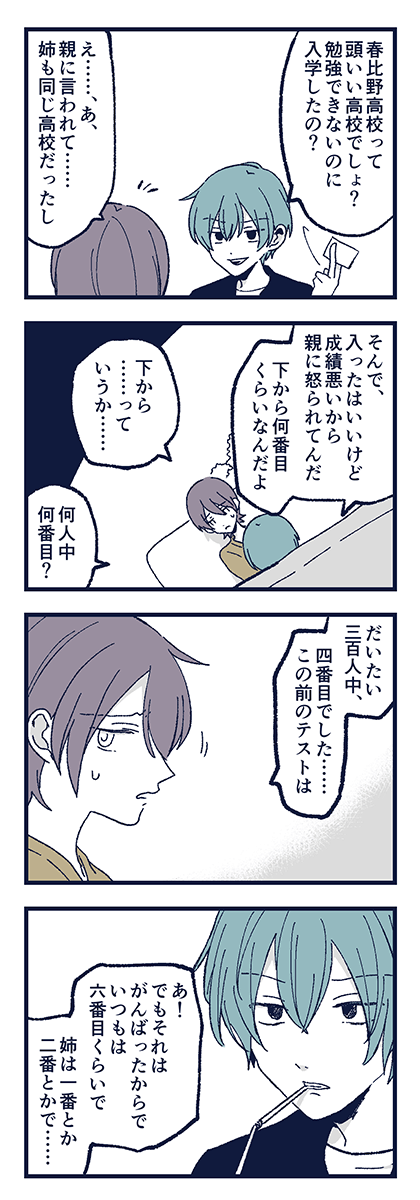 春比野高校って
頭いい高校でしょ？
勉強できないのに
入学したの？
え……、あ、
親に言われて……
姉も同じ高校だったし
そんで、
入ったはいいけど
成績悪いから
親に怒られてんだ
下から何番目
くらいなんだよ
下から
……って
いうか……
何人中
何番目？
だいたい
三百人中、
四番目でした……
この前のテストは
あ！
でもそれは
がんばったからで
いつもは
六番目くらいで
姉は一番とか
二番とかで……